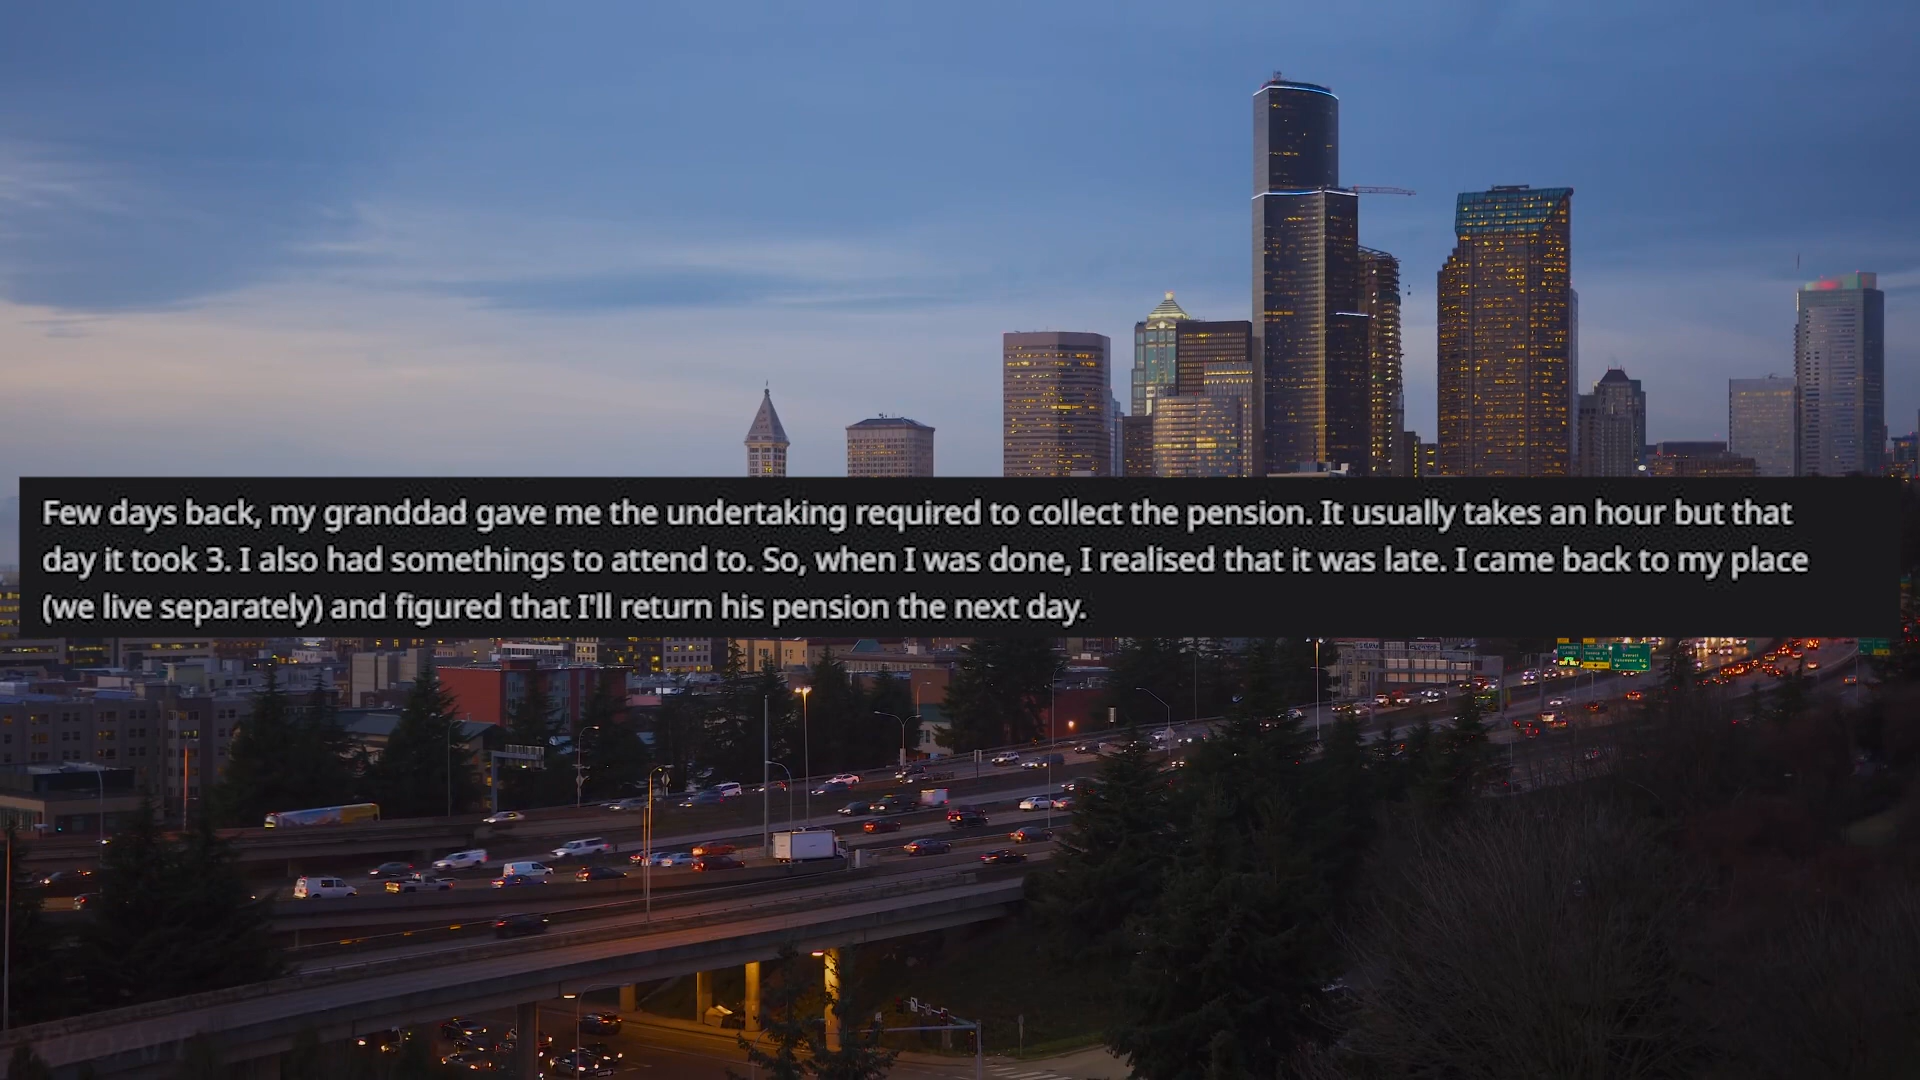 Few days back, my granddad gave me the undertaking required to collect the pension. It usually takes an hour but that
day it took 3. I also had somethings to attend to. So, when I was done, I realised that it was late. I came back to my place
(we live separately) and figured that I'll return his pension the next day.